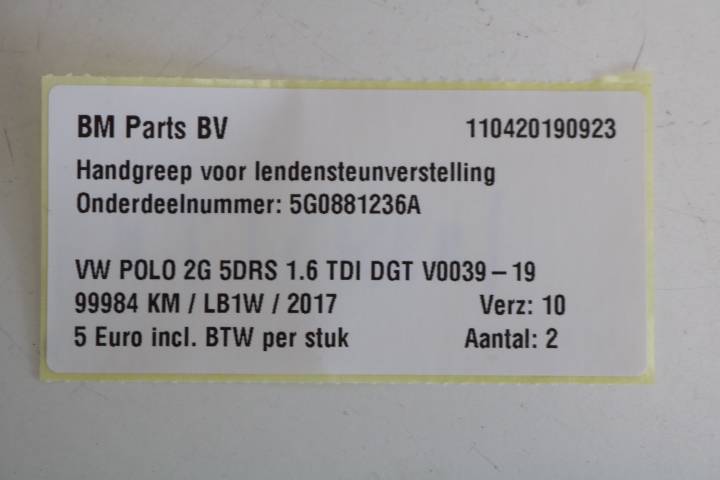 BM Parts BV 110420190923
Handgreep voor lendensteunverstelling
Onderdeelnummer: 5G0881236A
VW POLO 2G 5DRS 1.6 TDI DGT V0039 – 19
99984 KM / LB1W / 2017 Verz: 10
5 Euro incl. BTW per stuk Aantal: 2